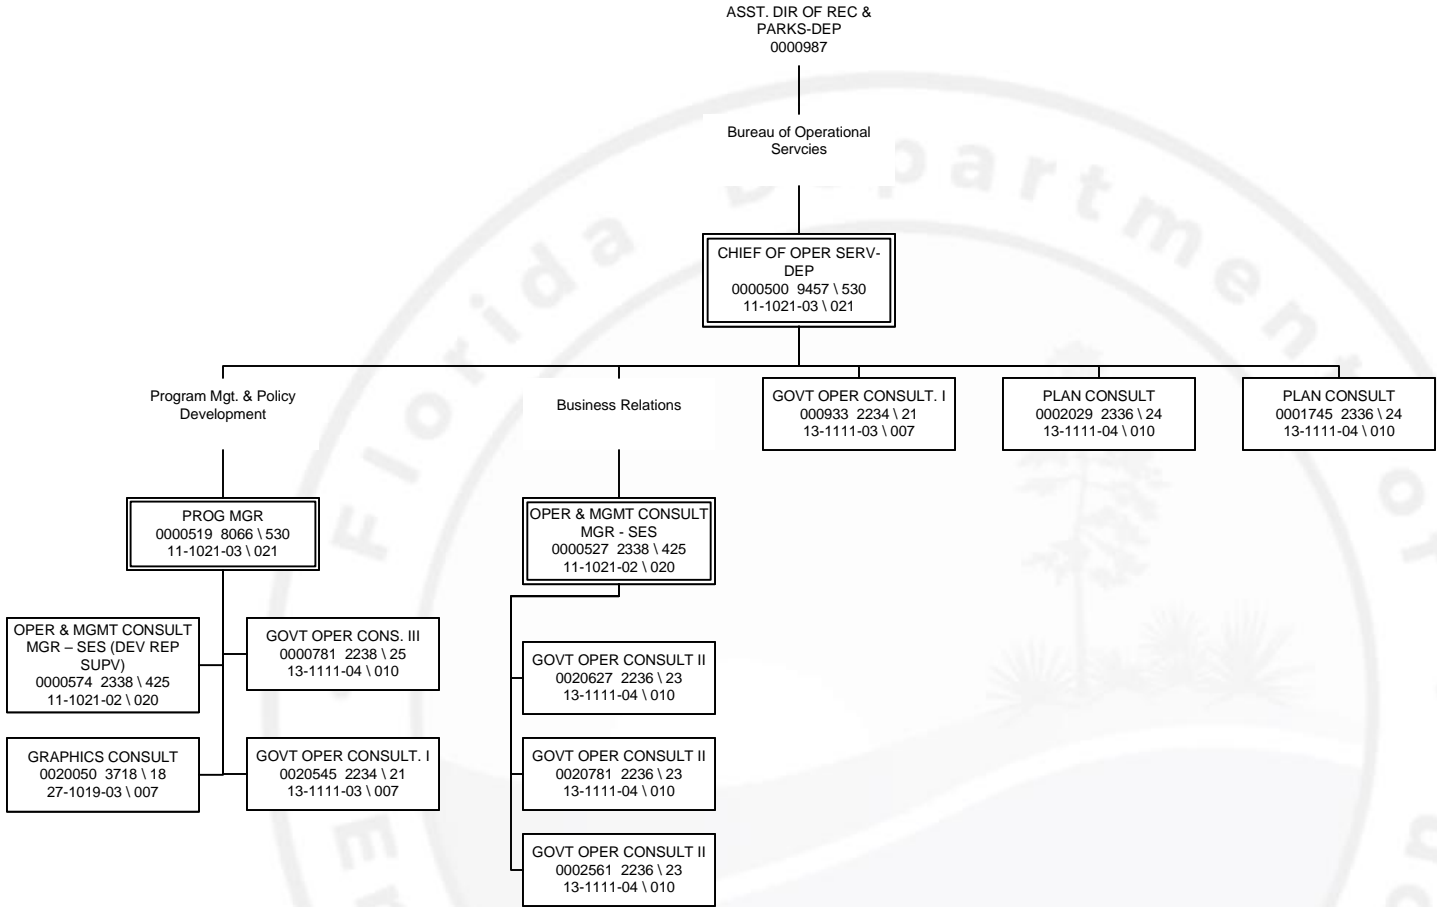 ASST. DIR OF REC &
PARKS-DEP
0000987
Bureau of Operational
Servcies
CHIEF OF OPER SERV-
DEP
0000500 9457 \ 530
11-1021-03 \ 021
Program Mgt. & Policy
Development
Business Relations
GOVT OPER CONSULT. I
000933 2234 \ 21
13-1111-03 \ 007
PLAN CONSULT
0002029 2336 \ 24
13-1111-04 \ 010
PLAN CONSULT
0001745 2336 \ 24
13-1111-04 \ 010
PROG MGR
0000519 8066 \ 530
11-1021-03 \ 021
OPER & MGMT CONSULT
MGR - SES
0000527 2338 \ 425
11-1021-02 \ 020
OPER & MGMT CONSULT
MGR – SES (DEV REP
SUPV)
0000574 2338 \ 425
11-1021-02 \ 020
GOVT OPER CONS. III
0000781 2238 \ 25
13-1111-04 \ 010
GRAPHICS CONSULT
0020050 3718 \ 18
27-1019-03 \ 007
GOVT OPER CONSULT. I
0020545 2234 \ 21
13-1111-03 \ 007
GOVT OPER CONSULT II
0020627 2236 \ 23
13-1111-04 \ 010
GOVT OPER CONSULT II
0020781 2236 \ 23
13-1111-04 \ 010
GOVT OPER CONSULT II
0002561 2236 \ 23
13-1111-04 \ 010
Florida Department of